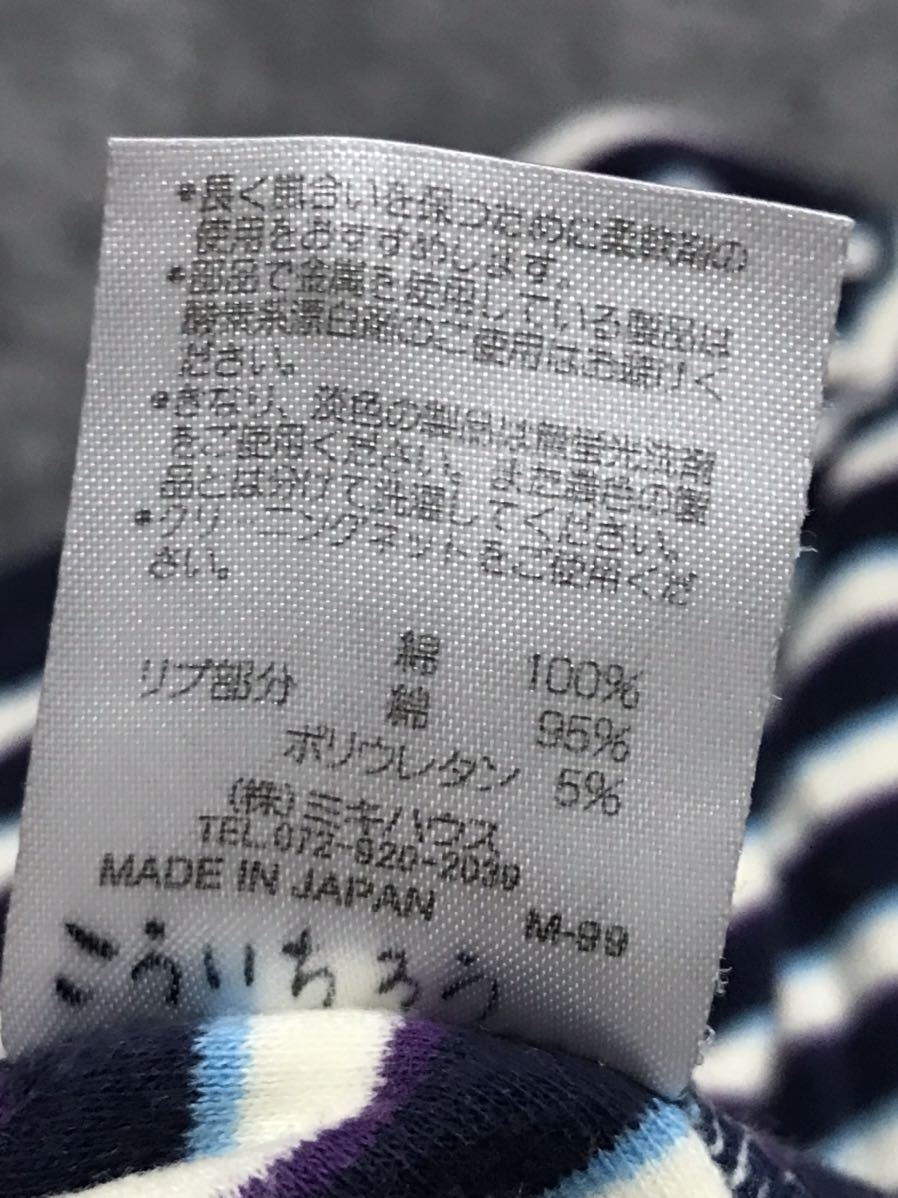 •長く風合いを保つために柔軟剤の
使用をおすすめします。
•部品で金属を使用している製品は
酸素系漂白剤のご使用はお避けく
ださい。
•きなり、淡色の製品は無蛍光洗剤
をご使用ください。また濃色の製
品とは分けて洗濯してください。
•クリーニングネットをご使用くだ
さい。
綿 100%
リブ部分 綿 95%
ポリウレタン 5%
(株)ミキハウス
TEL.072-920-2039
MADE IN JAPAN
M-99
こういちろう